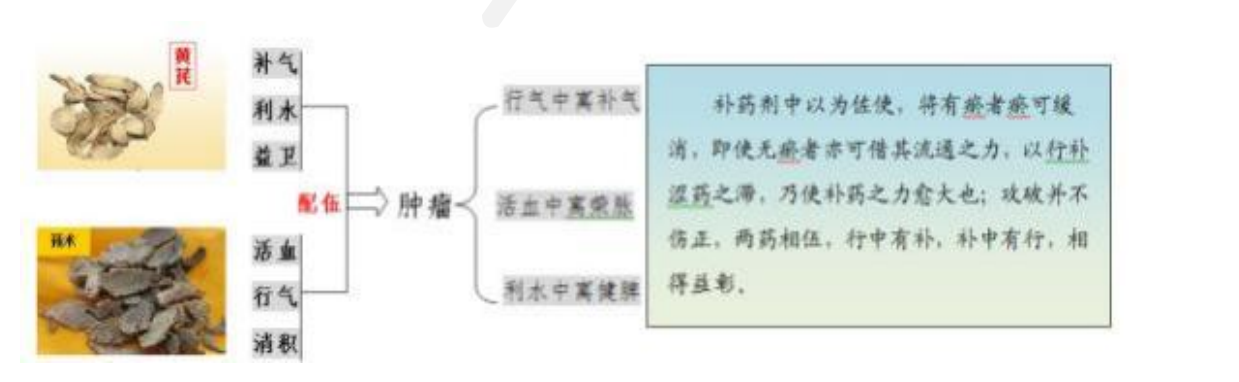 黄芪
补气
利水
益卫
配伍
肿瘤
莪术
活血
行气
消积
行气中寓补气
活血中寓荣
利水中寓健脾
补药剂中以为佐使，将有瘀者瘀可缓
消，即使无瘀者亦可借其流通之力，以行补
涩药之滞，乃使补药之力愈大也；攻破并不
伤正，两药相伍，行中有补，补中有行，相
得益彰。